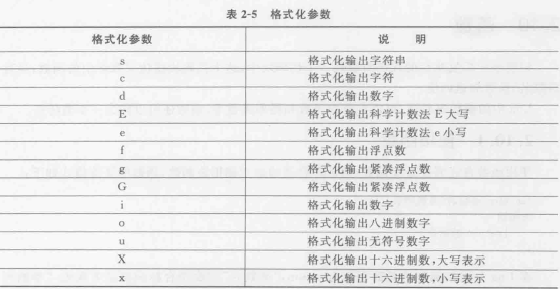 表 2-5 格式化参数
格式化参数 说 明
s 格式化输出字符串
c 格式化输出字符
d 格式化输出数字
E 格式化输出科学计数法 E 大写
e 格式化输出科学计数法 e 小写
f 格式化输出浮点数
g 格式化输出紧凑浮点数
G 格式化输出紧凑浮点数
i 格式化输出数字
o 格式化输出八进制数字
u 格式化输出无符号数字
X 格式化输出十六进制数,大写表示
x 格式化输出十六进制数,小写表示